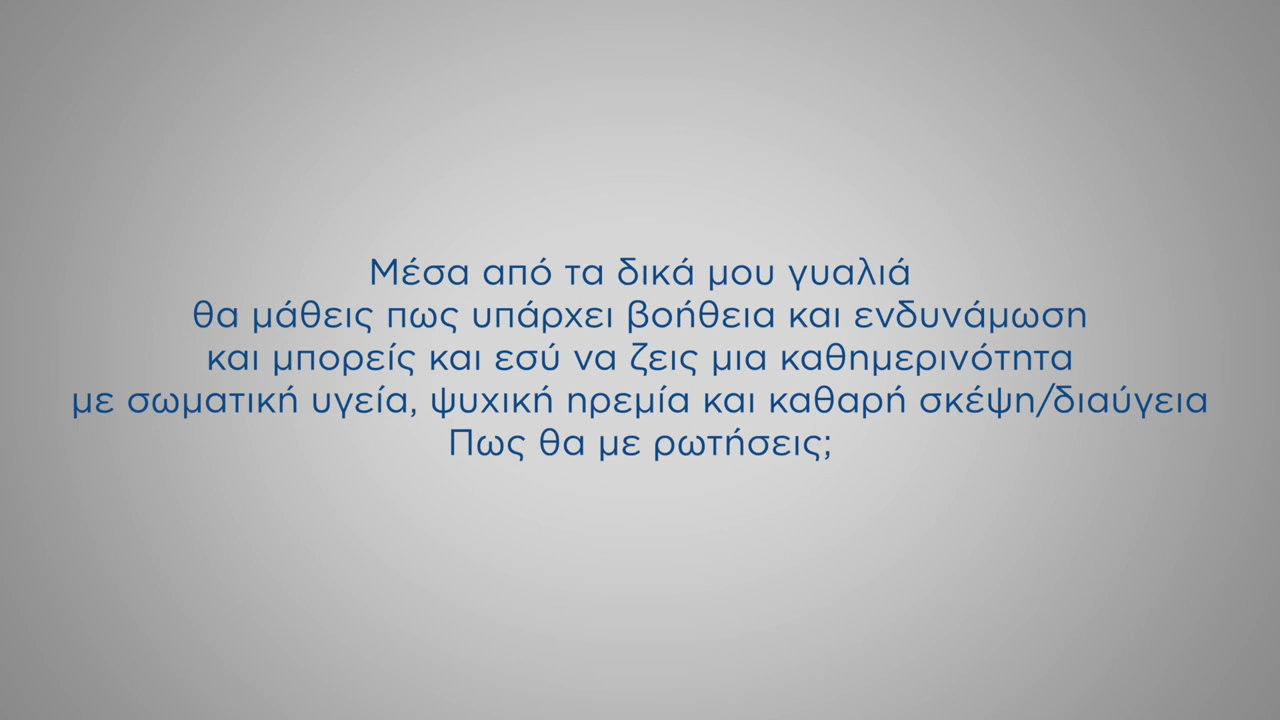 Μέσα από τα δικά μου γυαλιά
θα μάθεις πως υπάρχει βοήθεια και ενδυνάμωση
και μπορείς και εσύ να ζεις μια καθημερινότητα
με σωματική υγεία, ψυχική ηρεμία και καθαρή σκέψη/διαύγεια
Πως θα με ρωτήσεις;